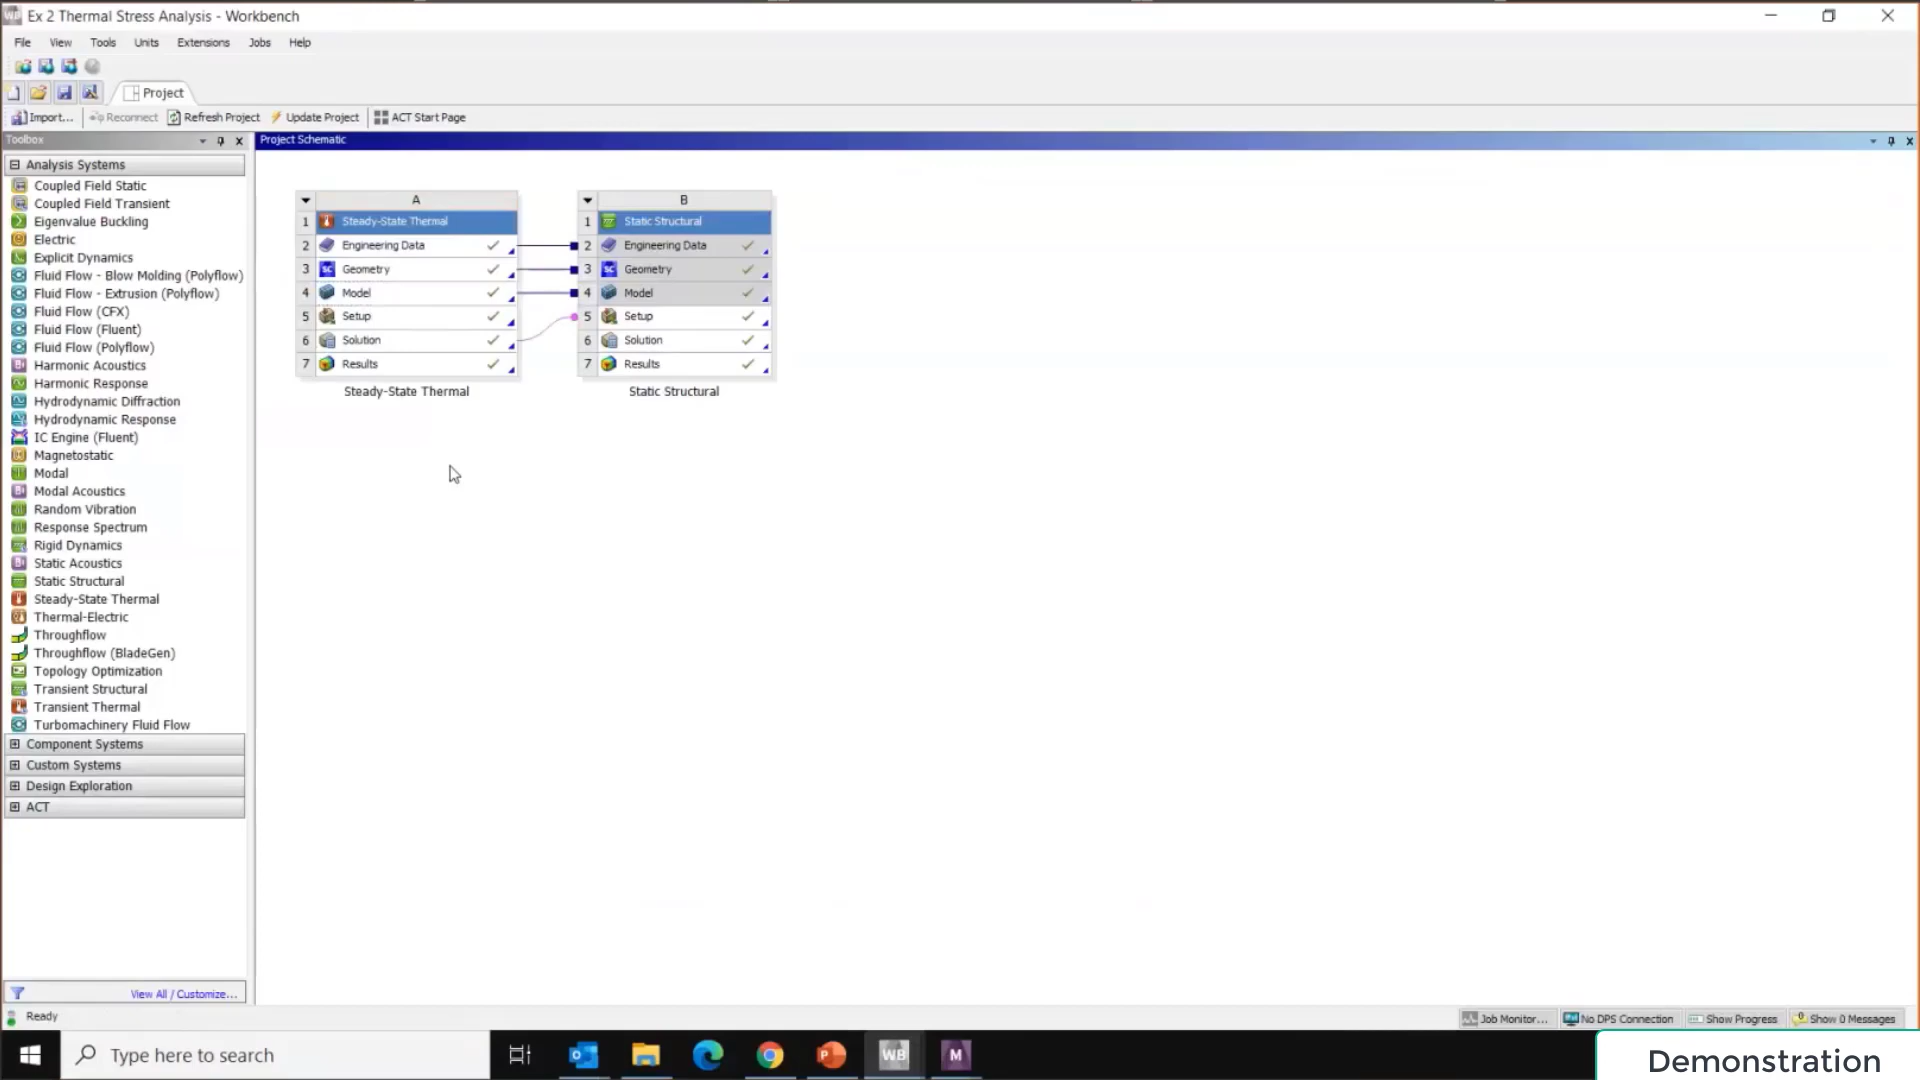 Ex 2 Thermal Stress Analysis - Workbench
File View Tools Units Extensions Jobs Help
Project
Import... Reconnect Refresh Project Update Project ACT Start Page
Toolbox
Project Schematic
Analysis Systems
Coupled Field Static
Coupled Field Transient
Eigenvalue Buckling
Electric
Explicit Dynamics
Fluid Flow - Blow Molding (Polyflow)
Fluid Flow - Extrusion (Polyflow)
Fluid Flow (CFX)
Fluid Flow (Fluent)
Fluid Flow (Polyflow)
Harmonic Acoustics
Harmonic Response
Hydrodynamic Diffraction
Hydrodynamic Response
IC Engine (Fluent)
Magnetostatic
Modal
Modal Acoustics
Random Vibration
Response Spectrum
Rigid Dynamics
Static Acoustics
Static Structural
Steady-State Thermal
Thermal-Electric
Throughflow
Throughflow (BladeGen)
Topology Optimization
Transient Structural
Transient Thermal
Turbomachinery Fluid Flow
Component Systems
Custom Systems
Design Exploration
ACT
View All / Customize...
A
1 Steady-State Thermal
2 Engineering Data
3 Geometry
4 Model
5 Setup
6 Solution
7 Results
Steady-State Thermal
B
1 Static Structural
2 Engineering Data
3 Geometry
4 Model
5 Setup
6 Solution
7 Results
Static Structural
Ready
Job Monitor... No DPS Connection Show Progress Show 0 Messages
Type here to search
WB
M
Demonstration